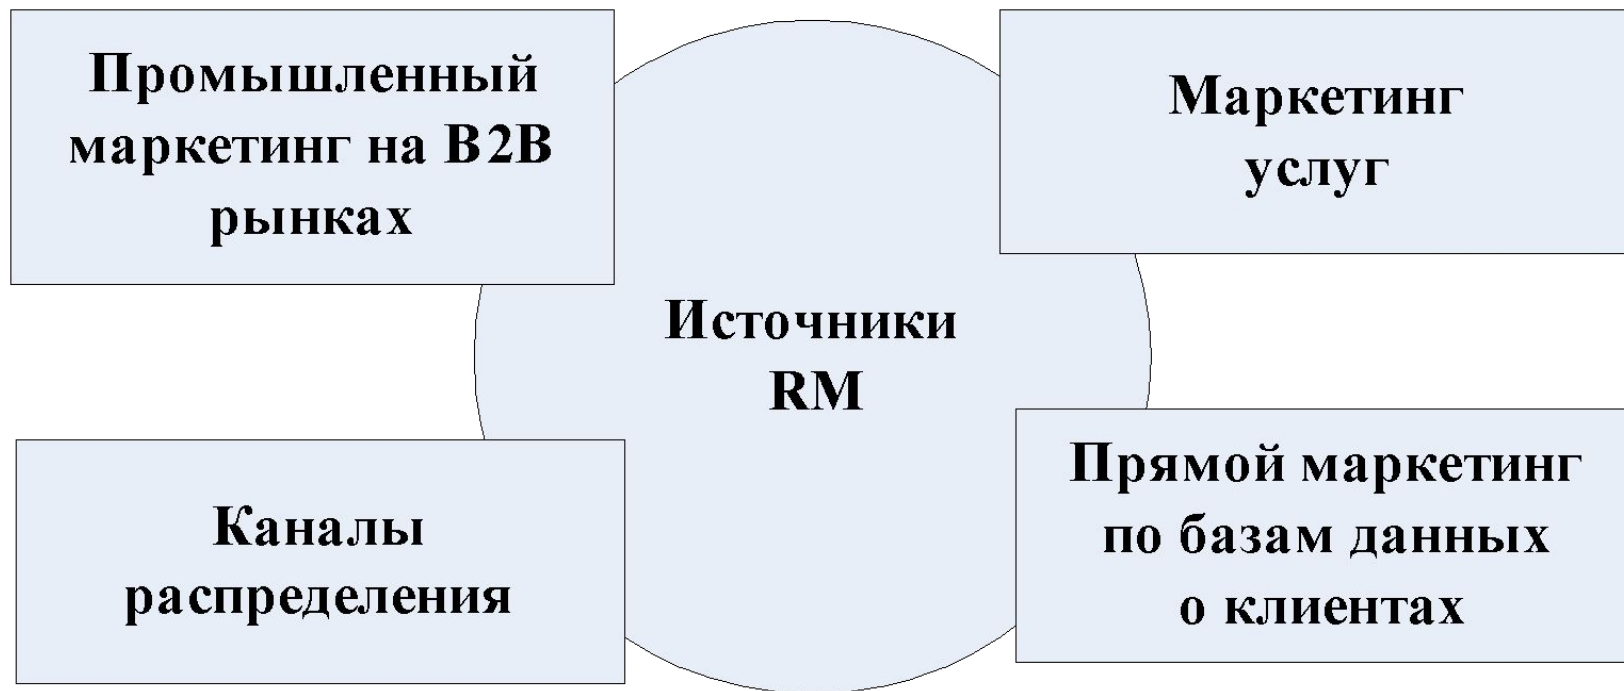 Промышленный
маркетинг на B2B
рынках
Маркетинг
услуг
Источники
RM
Каналы
распределения
Прямой маркетинг
по базам данных
о клиентах